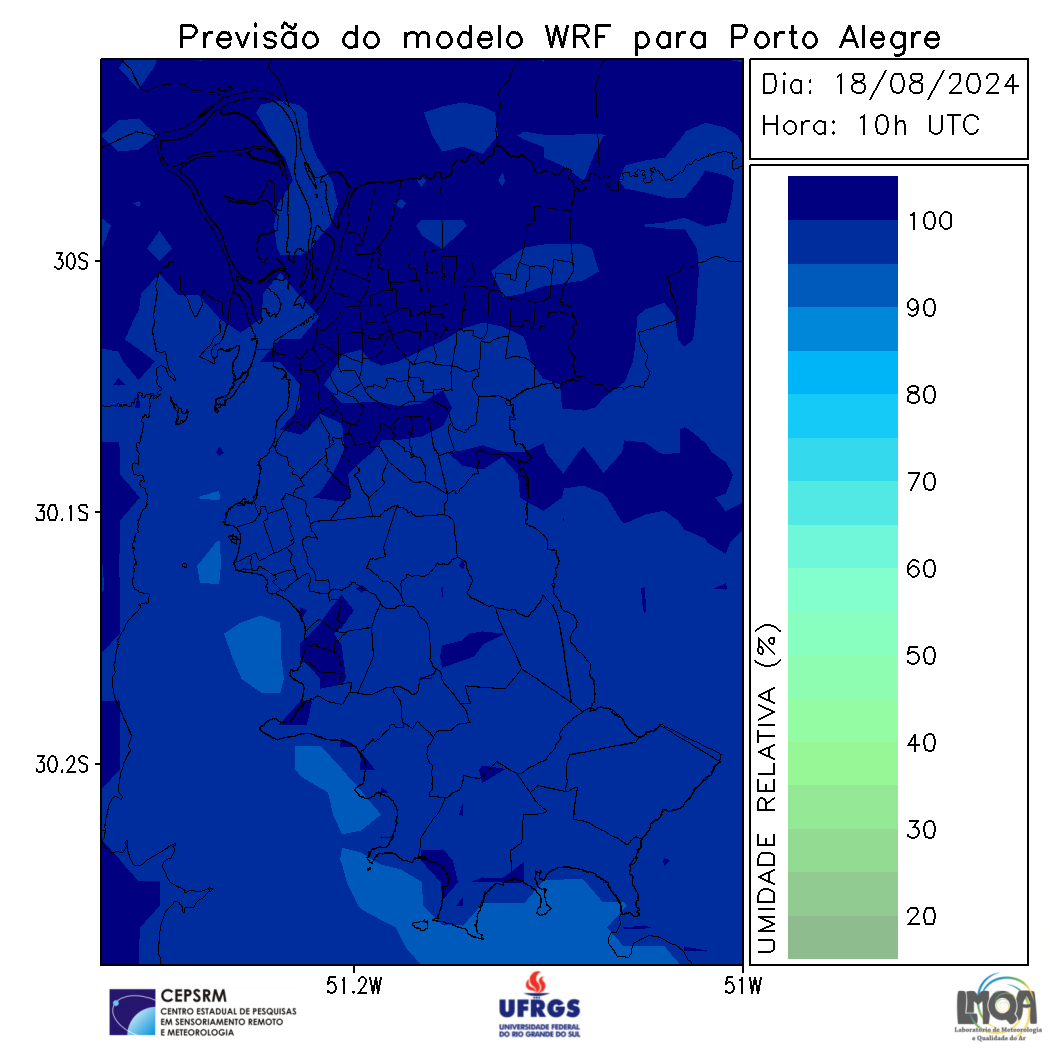 Previsão do modelo WRF para Porto Alegre
Dia: 18/08/2024
Hora: 10h UTC
100
90
80
70
60
50
40
30
20
UMIDADE RELATIVA (%)
30S
30.1S
30.2S
51.2W
51W
CEPSRM
CENTRO ESTADUAL DE PESQUISAS
EM SENSORIAMENTO REMOTO
E METEOROLOGIA
UFRGS
UNIVERSIDADE FEDERAL
DO RIO GRANDE DO SUL
LMQA
Laboratório de Meteorologia
e Qualidade do Ar